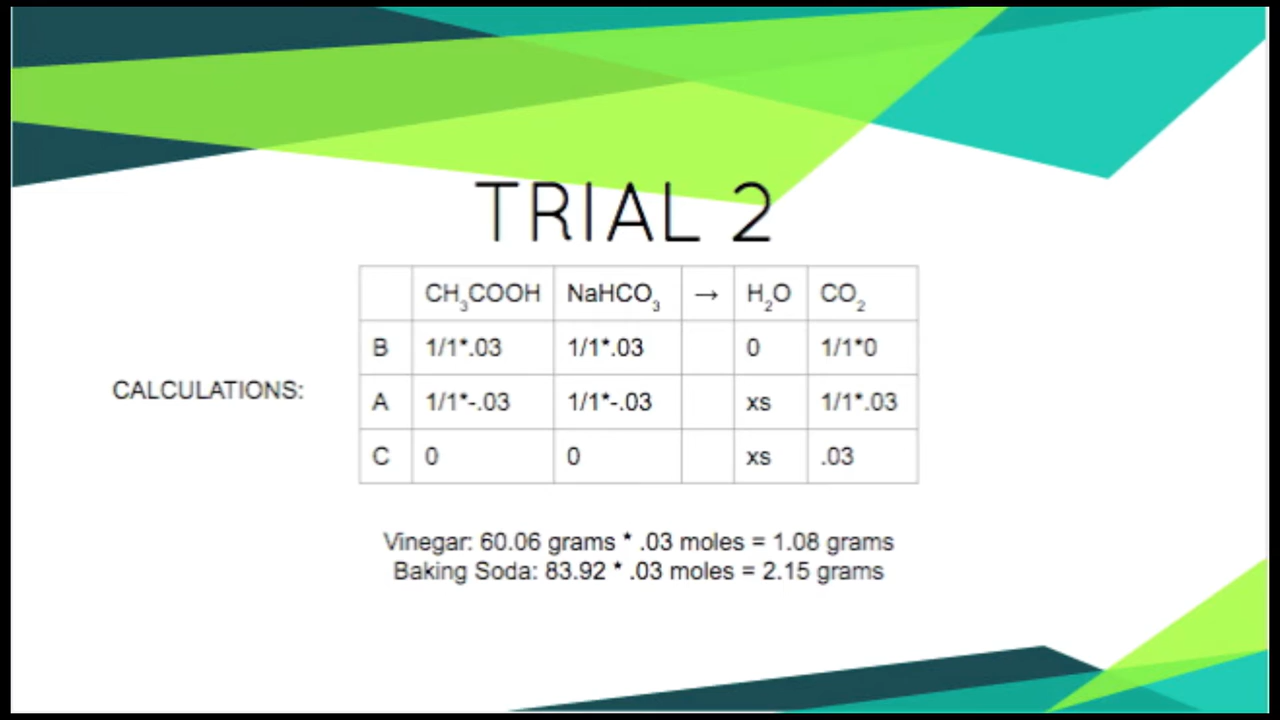 TRIAL 2
CH₃COOH NaHCO₃ → H₂O CO₂
B 1/1*.03 1/1*.03 0 1/1*0
CALCULATIONS:
A 1/1*-.03 1/1*-.03 xs 1/1*.03
C 0 0 xs .03
Vinegar: 60.06 grams * .03 moles = 1.08 grams
Baking Soda: 83.92 * .03 moles = 2.15 grams